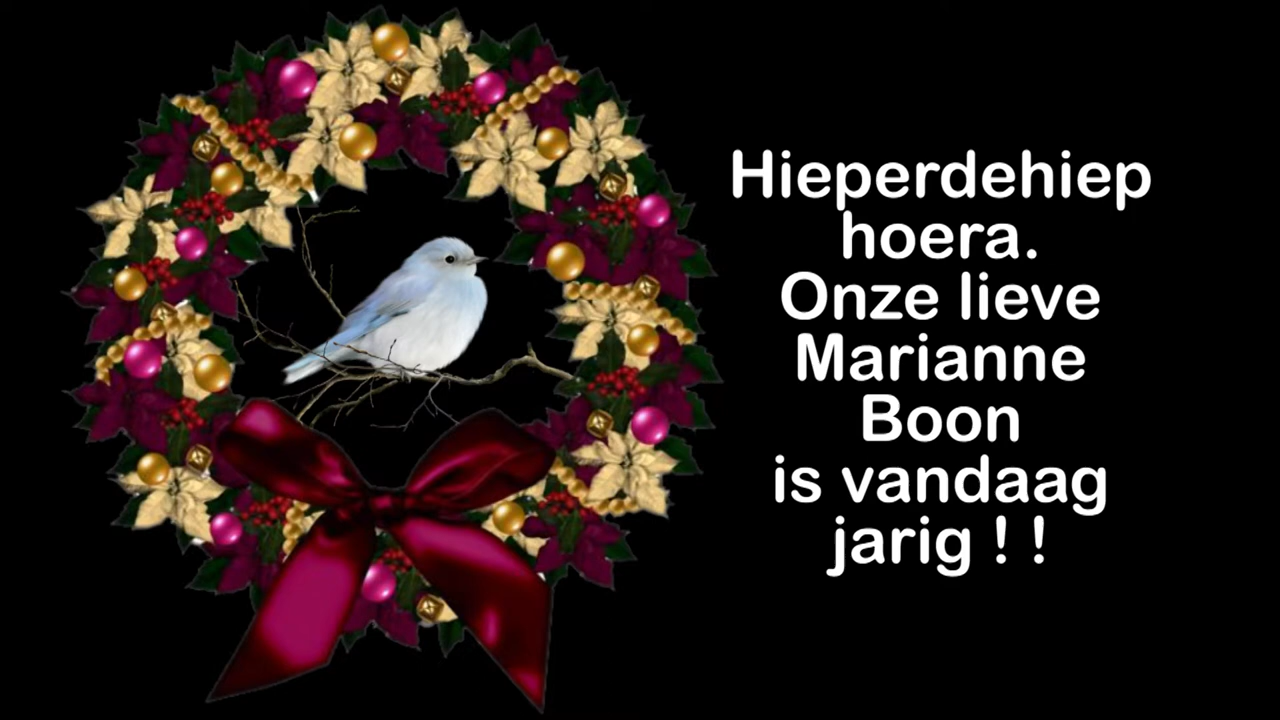 Hieperdehiep
hoera.
Onze lieve
Marianne
Boon
is vandaag
jarig ! !